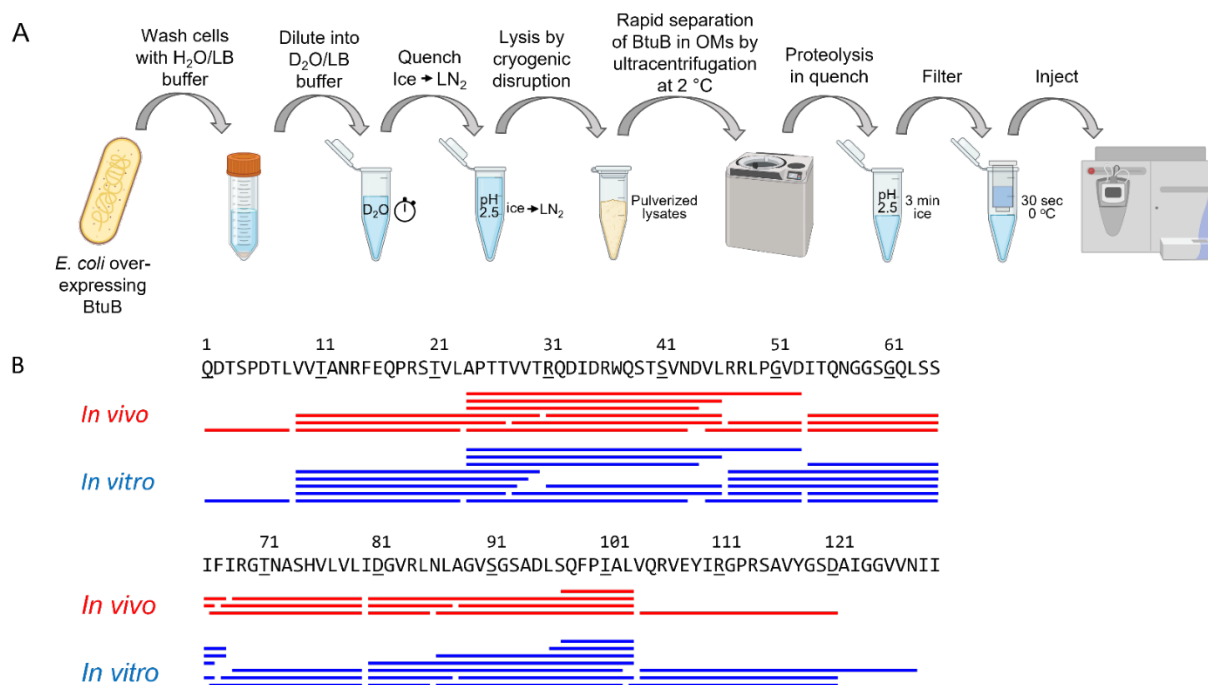 A
Wash cells
with H₂O/LB
buffer
Dilute into
D₂O/LB
buffer
Quench
Ice → LN₂
Lysis by
cryogenic
disruption
Rapid separation
of BtuB in OMs by
ultracentrifugation
at 2 °C
Proteolysis
in quench
Filter
Inject
D₂O
pH
2.5
ice→LN₂
Pulverized
lysates
pH
2.5
3 min
ice
30 sec
0 ºC
E. coli over-
expressing
BtuB
B
1 11 21 31 41 51 61
QDTSPDTLVVTANRFEQPRSTVLAPTTVVTRQDIDRWQSTSVNDVLRRLPGVDITQNGGSGQLSS
In vivo
In vitro
71 81 91 101 111 121
IFIRGTNASHVLVLIDGVRLNLAGVSGSADLSQFPIALVQRVEYIRGPRSAVYGSDAIGGVVNII
In vivo
In vitro